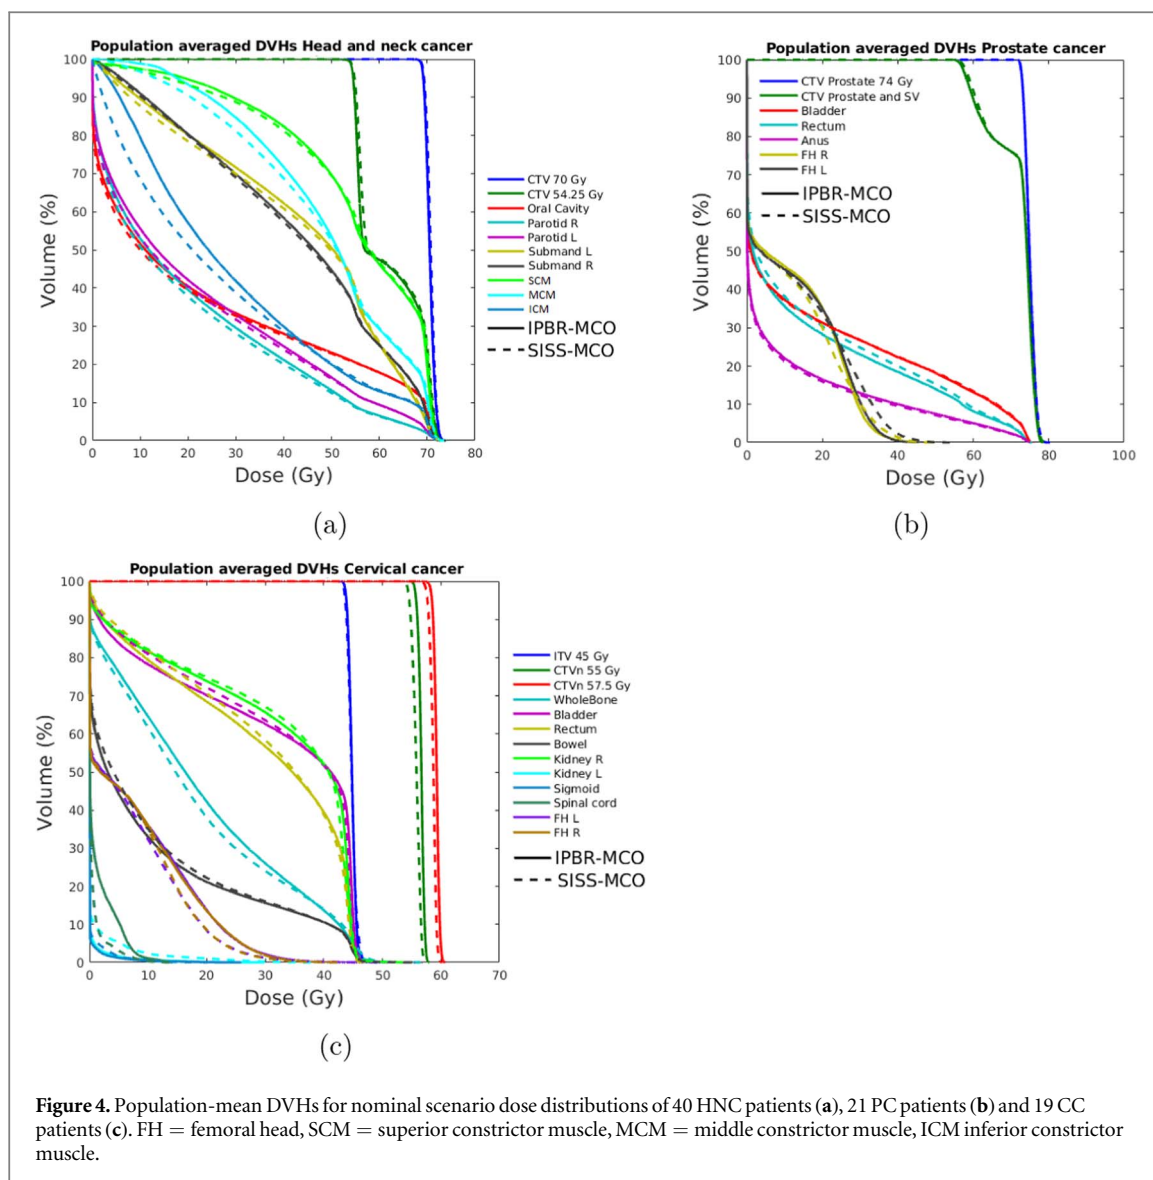 Population averaged DVHs Head and neck cancer
100
90
80
70
60
50
40
30
20
10
0
Volume (%)
0 10 20 30 40 50 60 70 80
Dose (Gy)
CTV 70 Gy
CTV 54.25 Gy
Oral Cavity
Parotid R
Parotid L
Submand L
Submand R
SCM
MCM
ICM
IPBR-MCO
SISS-MCO
(a)
Population averaged DVHs Prostate cancer
100
90
80
70
60
50
40
30
20
10
0
Volume (%)
CTV Prostate 74 Gy
CTV Prostate and SV
Bladder
Rectum
Anus
FH R
FH L
IPBR-MCO
SISS-MCO
0 20 40 60 80 100
Dose (Gy)
(b)
Population averaged DVHs Cervical cancer
100
90
80
70
60
50
40
30
20
10
0
Volume (%)
0 10 20 30 40 50 60 70
Dose (Gy)
ITV 45 Gy
CTVn 55 Gy
CTVn 57.5 Gy
WholeBone
Bladder
Rectum
Bowel
Kidney R
Kidney L
Sigmoid
Spinal cord
FH L
FH R
IPBR-MCO
SISS-MCO
(c)
Figure 4. Population-mean DVHs for nominal scenario dose distributions of 40 HNC patients (a), 21 PC patients (b) and 19 CC
patients (c). FH = femoral head, SCM = superior constrictor muscle, MCM = middle constrictor muscle, ICM inferior constrictor
muscle.